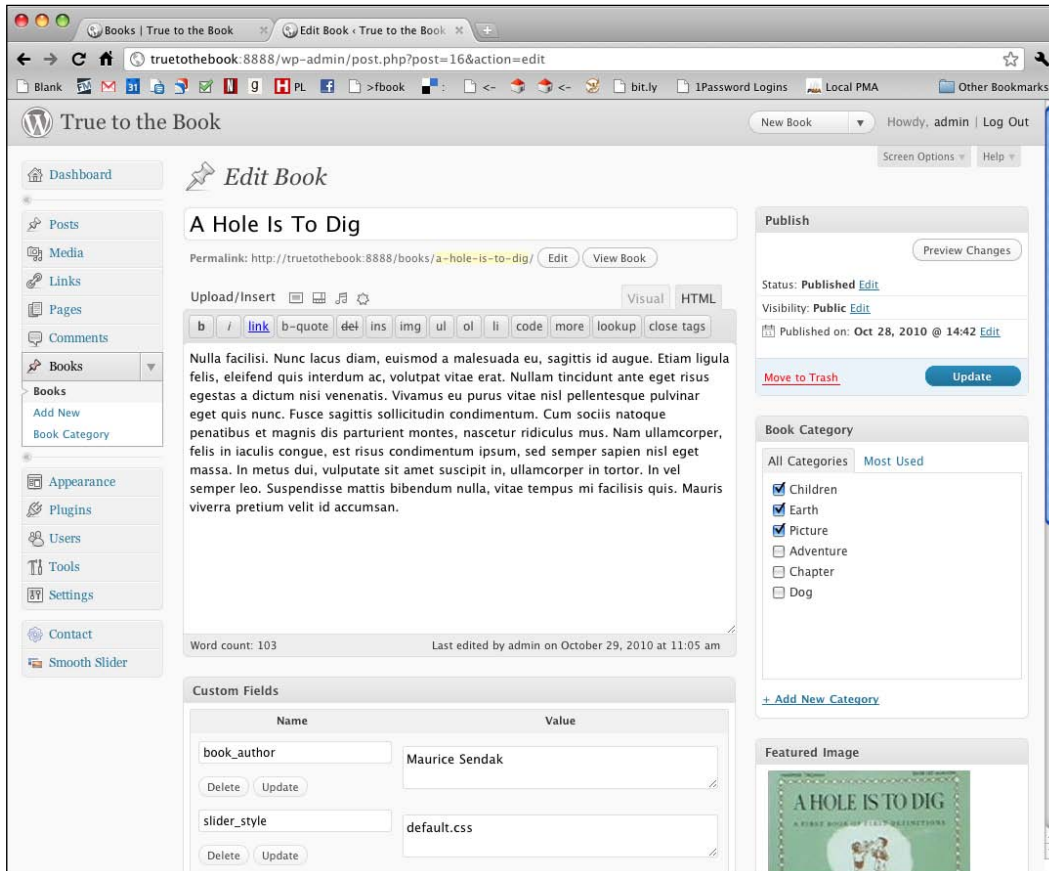 Books | True to the Book
Edit Book ‹ True to the Book
truetothebook:8888/wp-admin/post.php?post=16&action=edit
Blank
31
g
PL
>fbook
:
<-
<-
bit.ly
1Password Logins
Local PMA
Other Bookmarks
True to the Book
New Book
Howdy, admin | Log Out
Screen Options
Help
Dashboard
Posts
Media
Links
Pages
Comments
Books
Books
Add New
Book Category
Appearance
Plugins
Users
Tools
Settings
Contact
Smooth Slider
Edit Book
A Hole Is To Dig
Permalink: http://truetothebook:8888/books/a-hole-is-to-dig/ Edit View Book
Upload/Insert
Visual HTML
b i link b-quote del ins img ul ol li code more lookup close tags
Nulla facilisi. Nunc lacus diam, euismod a malesuada eu, sagittis id augue. Etiam ligula
felis, eleifend quis interdum ac, volutpat vitae erat. Nullam tincidunt ante eget risus
egestas a dictum nisi venenatis. Vivamus eu purus vitae nisl pellentesque pulvinar
eget quis nunc. Fusce sagittis sollicitudin condimentum. Cum sociis natoque
penatibus et magnis dis parturient montes, nascetur ridiculus mus. Nam ullamcorper,
felis in iaculis congue, est risus condimentum ipsum, sed semper sapien nisl eget
massa. In metus dui, vulputate sit amet suscipit in, ullamcorper in tortor. In vel
semper leo. Suspendisse mattis bibendum nulla, vitae tempus mi facilisis quis. Mauris
viverra pretium velit id accumsan.
Word count: 103
Last edited by admin on October 29, 2010 at 11:05 am
Custom Fields
Name Value
book_author
Maurice Sendak
Delete Update
slider_style
default.css
Delete Update
Publish
Preview Changes
Status: Published Edit
Visibility: Public Edit
Published on: Oct 28, 2010 @ 14:42 Edit
Move to Trash
Update
Book Category
All Categories Most Used
Children
Earth
Picture
Adventure
Chapter
Dog
+ Add New Category
Featured Image
A HOLE IS TO DIG
A FIRST BOOK OF FIRST DEFINITIONS